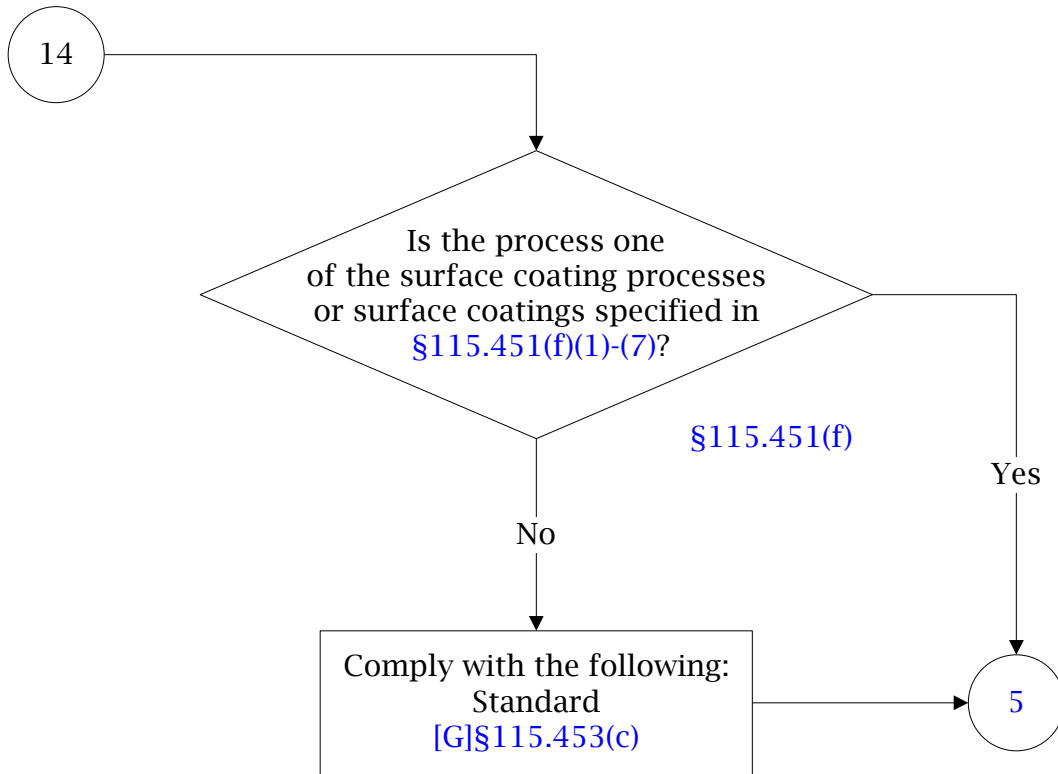 14
Is the process one
of the surface coating processes
or surface coatings specified in
§115.451(f)(1)-(7)?
§115.451(f)
Yes
No
Comply with the following:
Standard
[G]§115.453(c)
5